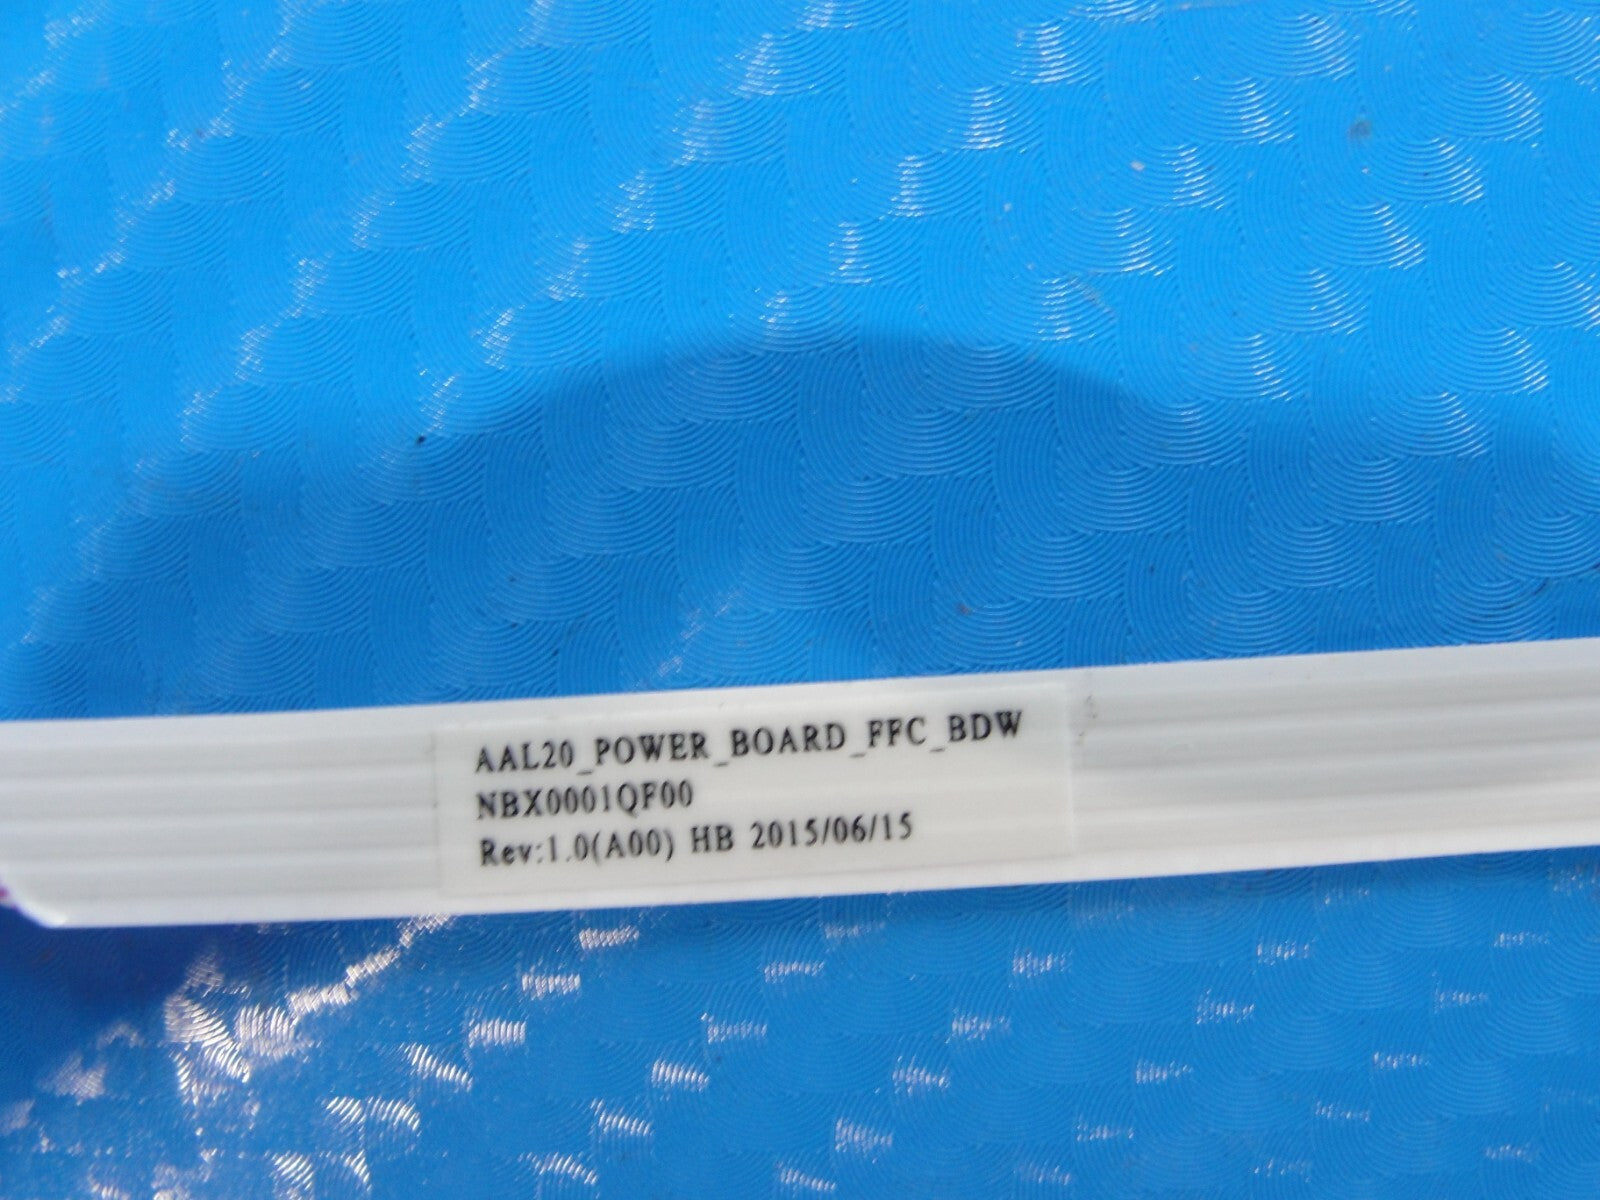 AAL20_POWER_BOARD_FFC_BDW
NBX0001QF00
Rev:1.0(A00) HB 2015/06/15